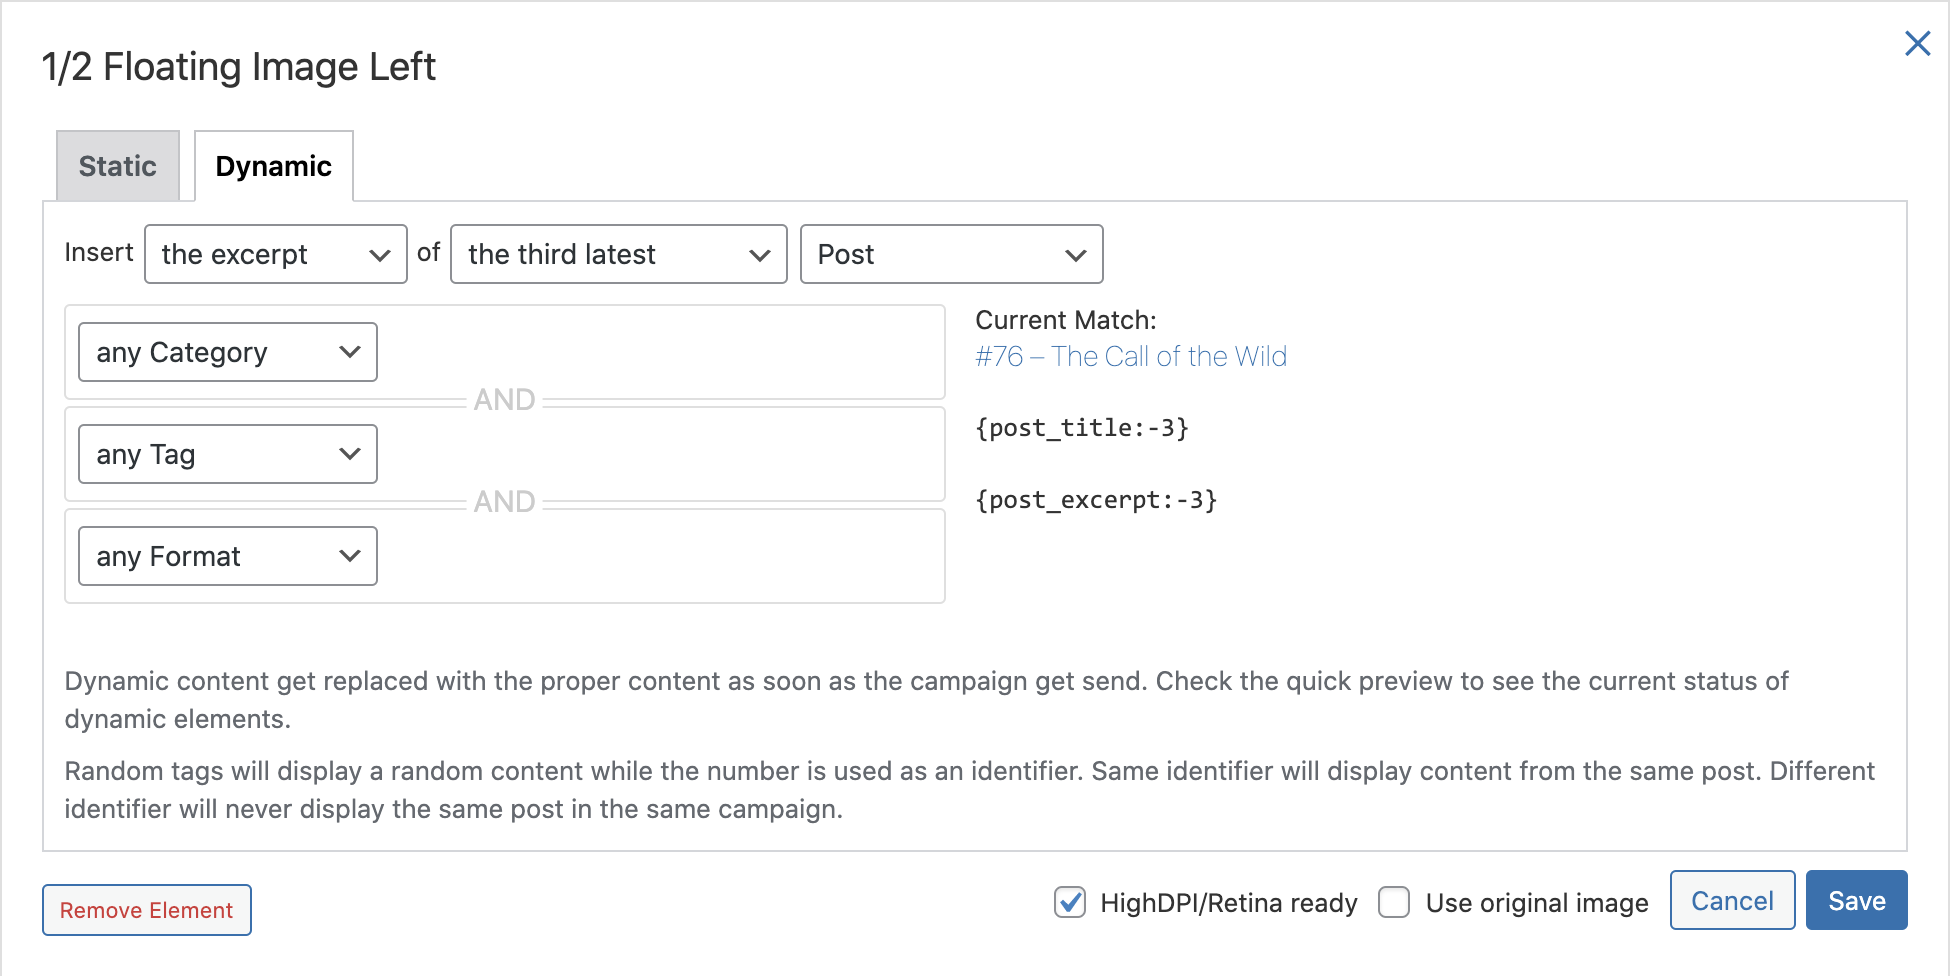 1/2 Floating Image Left
Static
Dynamic
Insert the excerpt of the third latest Post
any Category
AND
any Tag
AND
any Format
Current Match:
#76 – The Call of the Wild
{post_title:-3}
{post_excerpt:-3}
Dynamic content get replaced with the proper content as soon as the campaign get send. Check the quick preview to see the current status of
dynamic elements.
Random tags will display a random content while the number is used as an identifier. Same identifier will display content from the same post. Different
identifier will never display the same post in the same campaign.
Remove Element
HighDPI/Retina ready
Use original image
Cancel
Save